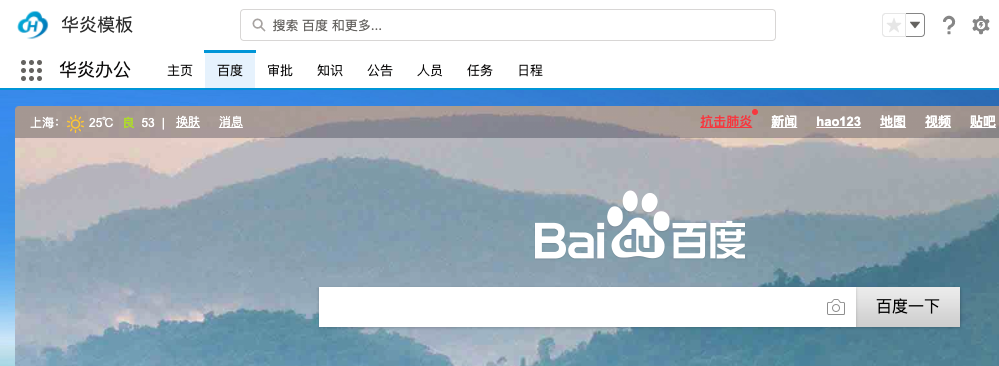 华炎模板
搜索 百度 和更多...
华炎办公 主页 百度 审批 知识 公告 人员 任务 日程
上海: 25℃ 良 53 | 换肤 消息 抗击肺炎 新闻 hao123 地图 视频 贴吧
Bai du 百度
百度一下